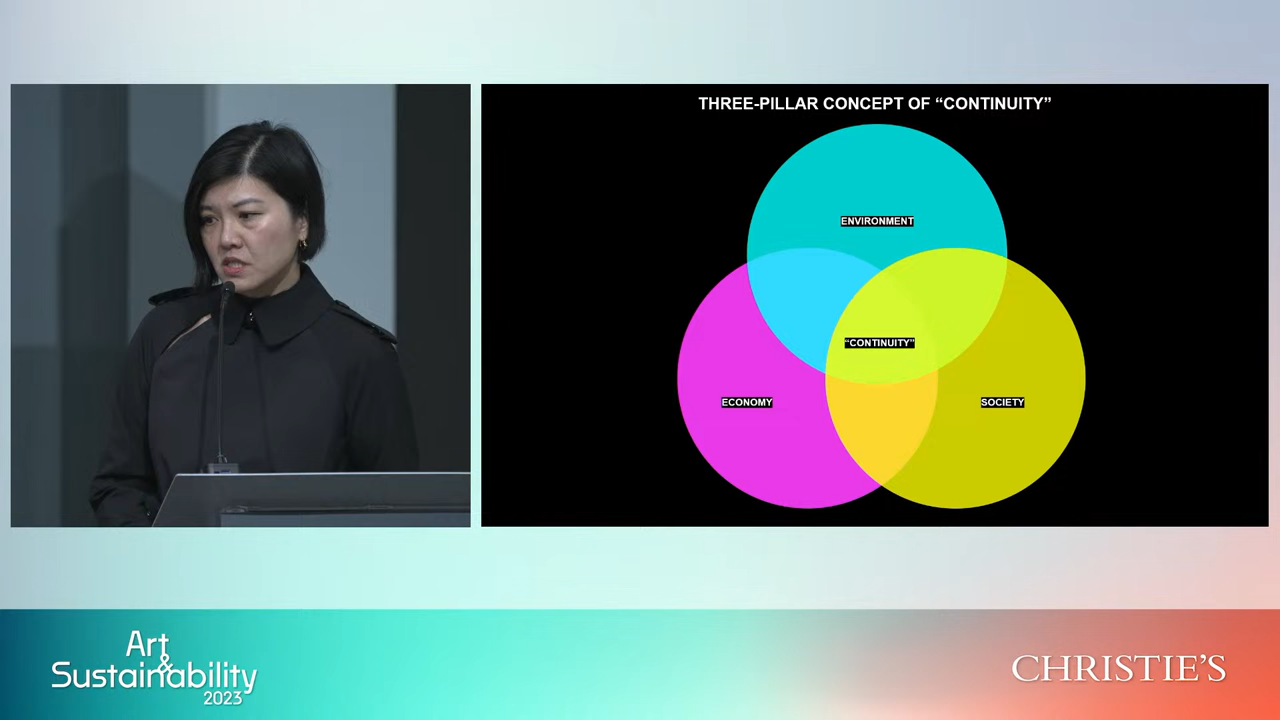 THREE-PILLAR CONCEPT OF “CONTINUITY”
ENVIRONMENT
“CONTINUITY”
ECONOMY
SOCIETY
Art
&
Sustainability
2023
CHRISTIE’S